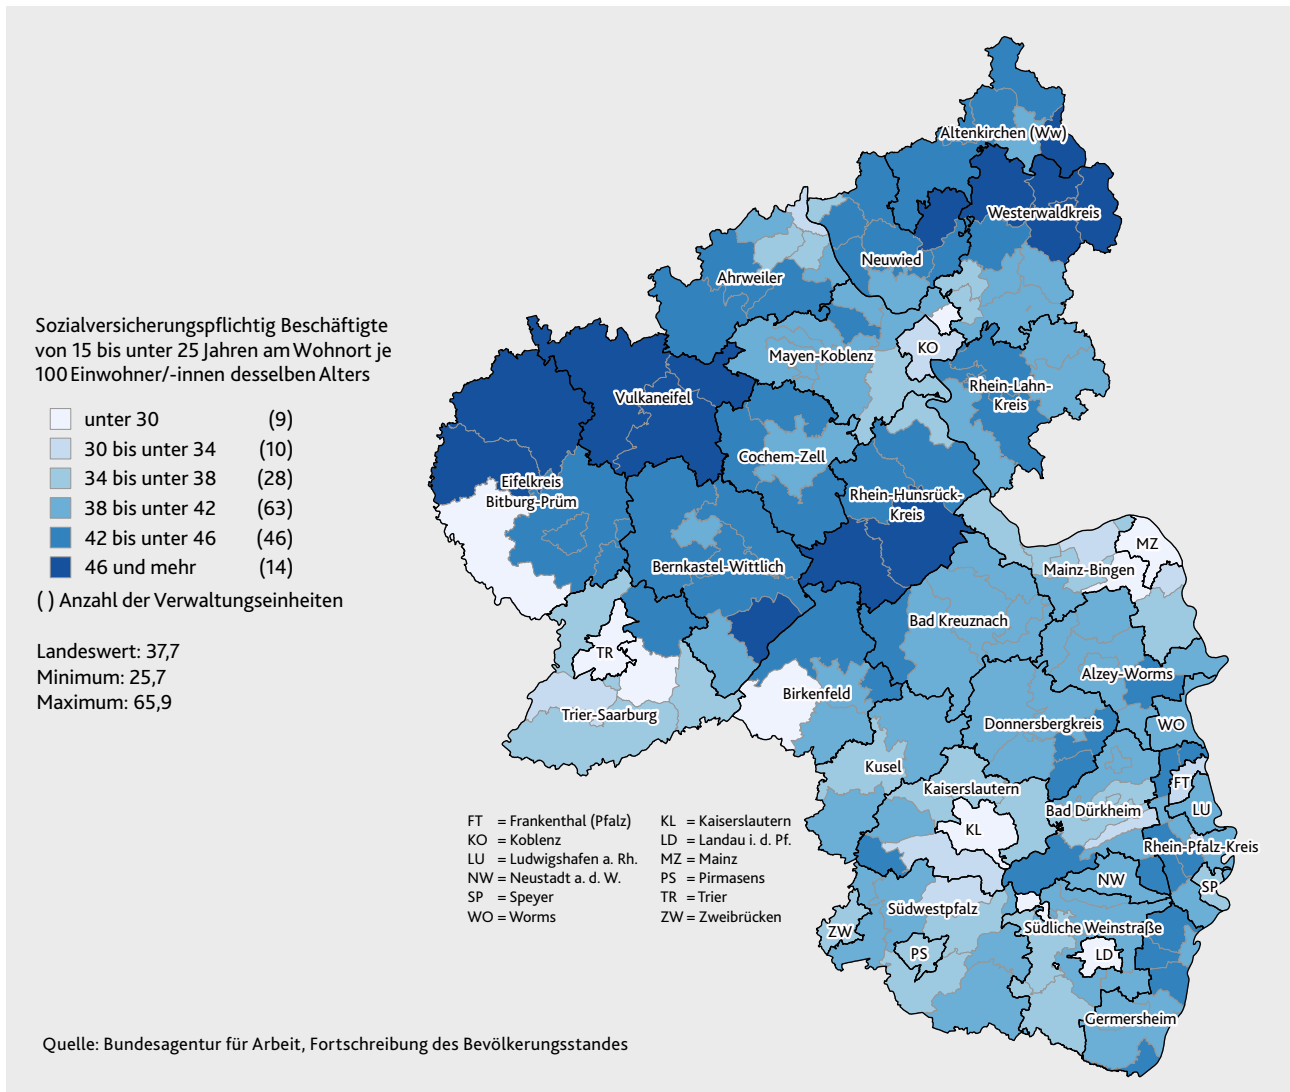 Altenkirchen (Ww)
Westerwaldkreis
Neuwied
Ahrweiler
Sozialversicherungspflichtig Beschäftigte
von 15 bis unter 25 Jahren am Wohnort je
100 Einwohner/-innen desselben Alters
unter 30 (9)
30 bis unter 34 (10)
34 bis unter 38 (28)
38 bis unter 42 (63)
42 bis unter 46 (46)
46 und mehr (14)
( ) Anzahl der Verwaltungseinheiten
Landeswert: 37,7
Minimum: 25,7
Maximum: 65,9
Mayen-Koblenz
KO
Rhein-Lahn-
Kreis
Vulkaneifel
Cochem-Zell
Eifelkreis
Bitburg-Prüm
Rhein-Hunsrück-
Kreis
Bernkastel-Wittlich
MZ
Mainz-Bingen
Bad Kreuznach
TR
Alzey-Worms
Birkenfeld
Trier-Saarburg
Donnersbergkreis
WO
Kusel
Kaiserslautern
FT
Bad Dürkheim
LU
KL
Rhein-Pfalz-Kreis
NW
SP
Südwestpfalz
ZW
Südliche Weinstraße
PS
LD
Germersheim
FT = Frankenthal (Pfalz)
KO = Koblenz
LU = Ludwigshafen a. Rh.
NW = Neustadt a. d. W.
SP = Speyer
WO = Worms
KL = Kaiserslautern
LD = Landau i. d. Pf.
MZ = Mainz
PS = Pirmasens
TR = Trier
ZW = Zweibrücken
Quelle: Bundesagentur für Arbeit, Fortschreibung des Bevölkerungsstandes